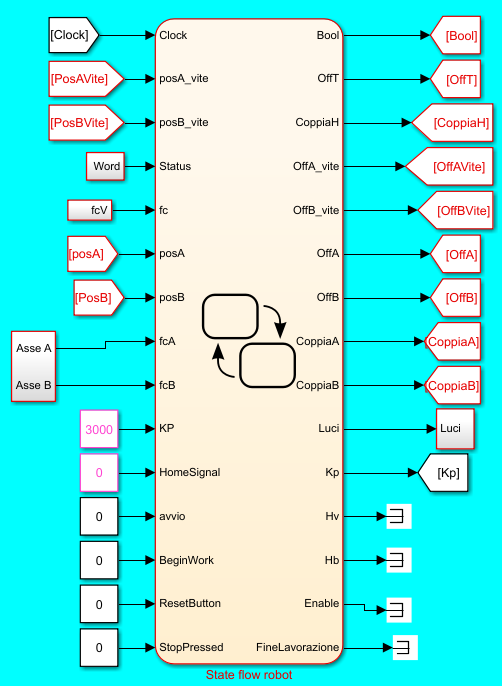 [Clock] Clock Bool [Bool]
[PosAVite] posA_vite OffT [OffT]
[PosBVite] posB_vite CoppiaH [CoppiaH]
Word Status OffA_vite [OffAVite]
fcV fc OffB_vite [OffBVite]
[posA] posA OffA [OffA]
[PosB] posB OffB [OffB]
Asse A fcA CoppiaA CoppiaA]
Asse B fcB CoppiaB CoppiaB]
3000 KP Luci Luci
0 HomeSignal Kp [Kp]
0 avvio Hv
0 BeginWork Hb
0 ResetButton Enable
0 StopPressed FineLavorazione
State flow robot